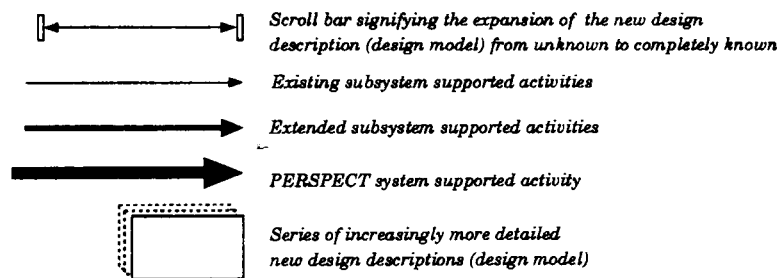 Scroll bar signifying the expansion of the new design
description (design model) from unknown to completely known
Existing subsystem supported activities
Extended subsystem supported activities
PERSPECT system supported activity
Series of increasingly more detailed
new design descriptions (design model)